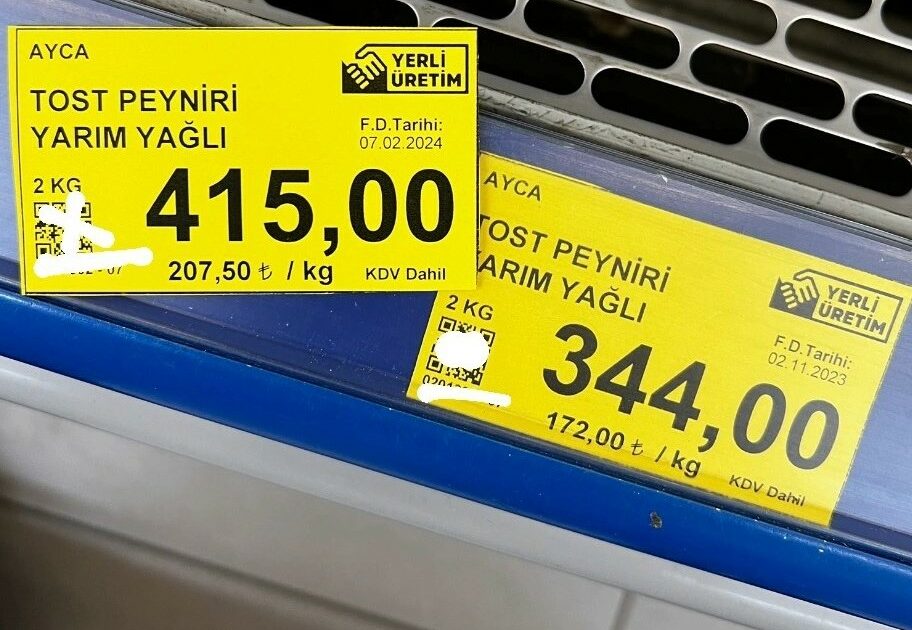 AYCA
YERLİ
ÜRETİM
TOST PEYNİRİ
YARIM YAĞLI
F.D.Tarihi:
07.02.2024
2 KG
415,00
207,50 ₺ / kg
KDV Dahil
AYCA
TOST PEYNİRİ
YARIM YAĞLI
YERLİ
ÜRETİM
2 KG
F.D.Tarihi:
02.11.2023
344,00
172,00 ₺ / kg
KDV Dahil